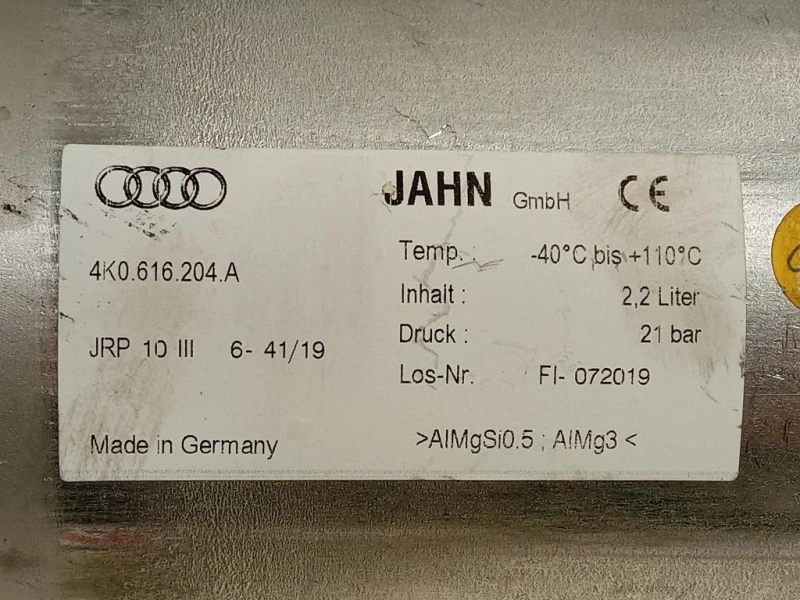 JAHN GmbH CE
4K0.616.204.A
Temp. : -40°C bis +110°C
Inhalt : 2,2 Liter
JRP 10 III 6- 41/19
Druck : 21 bar
Los-Nr. FI- 072019
Made in Germany
>AlMgSi0.5 ; AlMg3 <